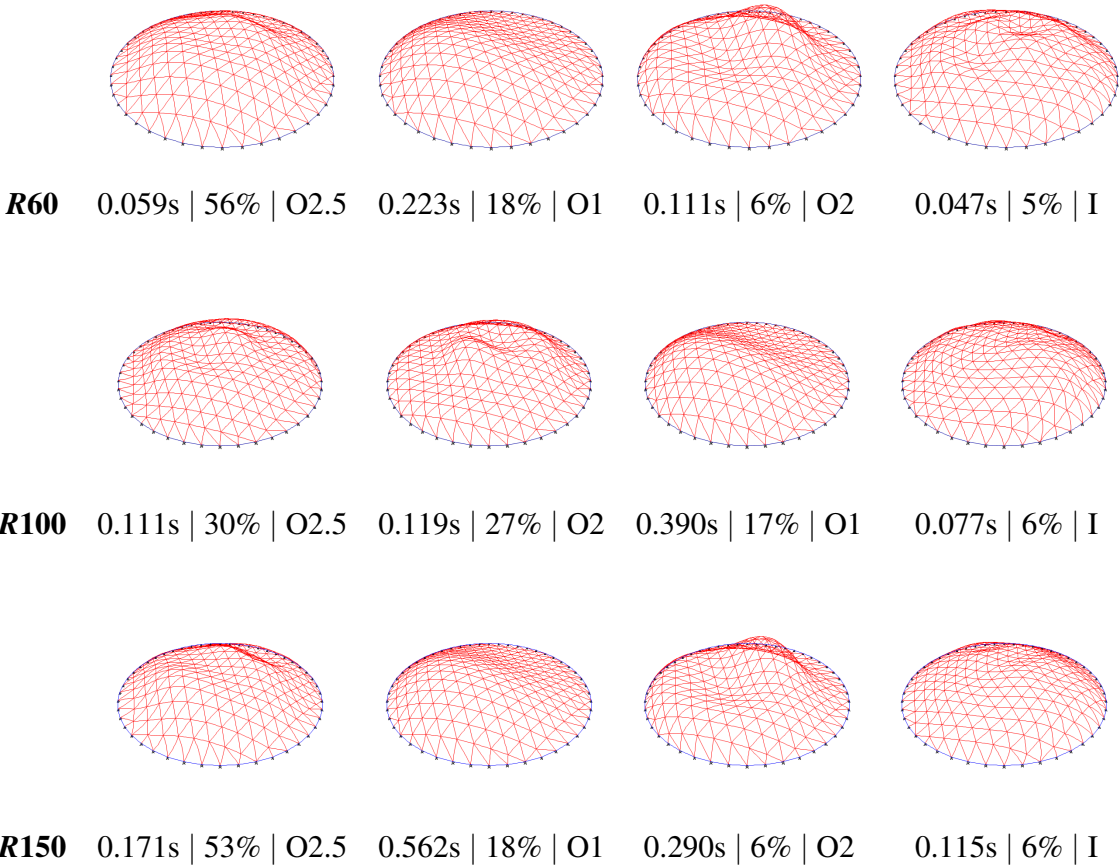 R60 0.059s | 56% | O2.5 0.223s | 18% | O1 0.111s | 6% | O2 0.047s | 5% | I
R100 0.111s | 30% | O2.5 0.119s | 27% | O2 0.390s | 17% | O1 0.077s | 6% | I
R150 0.171s | 53% | O2.5 0.562s | 18% | O1 0.290s | 6% | O2 0.115s | 6% | I